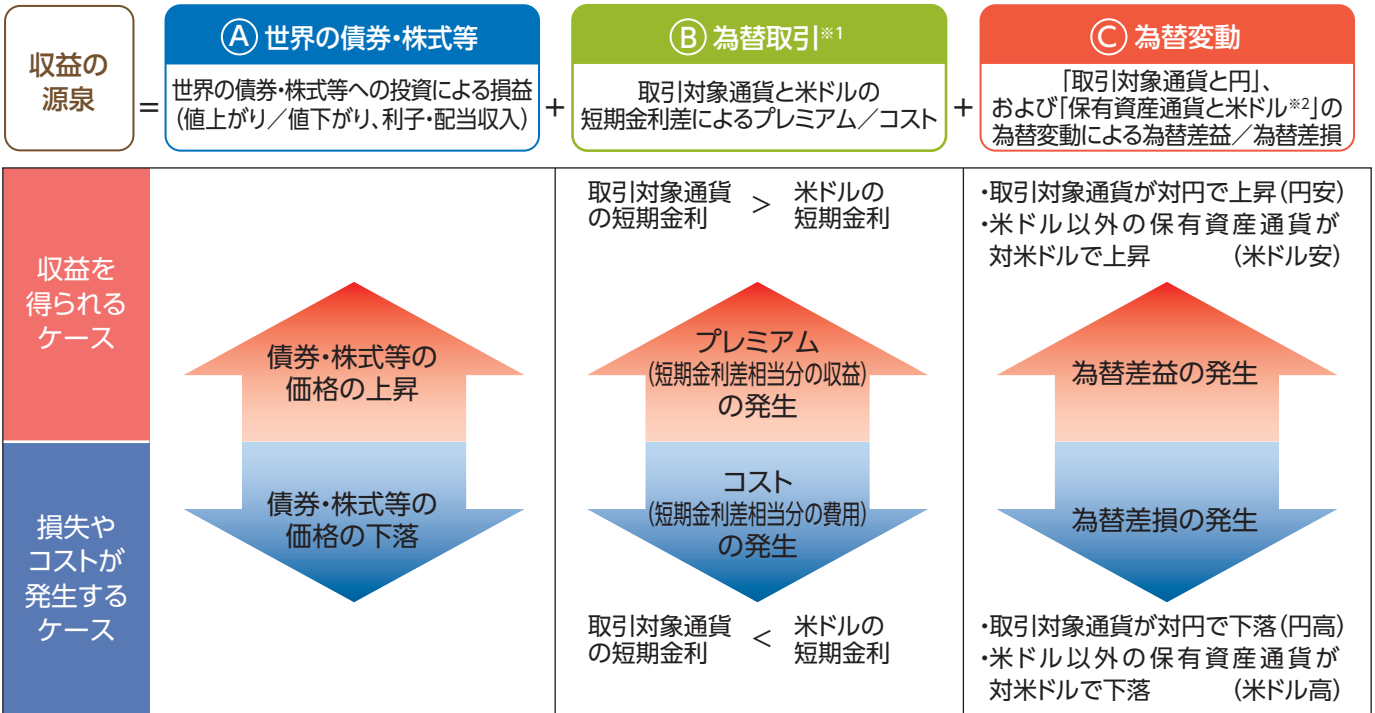 収益の
源泉
=
Ⓐ 世界の債券・株式等
世界の債券・株式等への投資による損益
(値上がり／値下がり、利子・配当収入)
+
Ⓑ 為替取引※1
取引対象通貨と米ドルの
短期金利差によるプレミアム／コスト
+
Ⓒ 為替変動
「取引対象通貨と円」、
および「保有資産通貨と米ドル※2」の
為替変動による為替差益／為替差損
収益を
得られる
ケース
債券・株式等の
価格の上昇
取引対象通貨 ＞ 米ドルの
の短期金利 短期金利
プレミアム
(短期金利差相当分の収益)
の発生
・取引対象通貨が対円で上昇(円安)
・米ドル以外の保有資産通貨が
対米ドルで上昇 (米ドル安)
為替差益の発生
損失や
コストが
発生する
ケース
債券・株式等の
価格の下落
コスト
(短期金利差相当分の費用)
の発生
取引対象通貨 ＜ 米ドルの
の短期金利 短期金利
為替差損の発生
・取引対象通貨が対円で下落(円高)
・米ドル以外の保有資産通貨が
対米ドルで下落 (米ドル高)